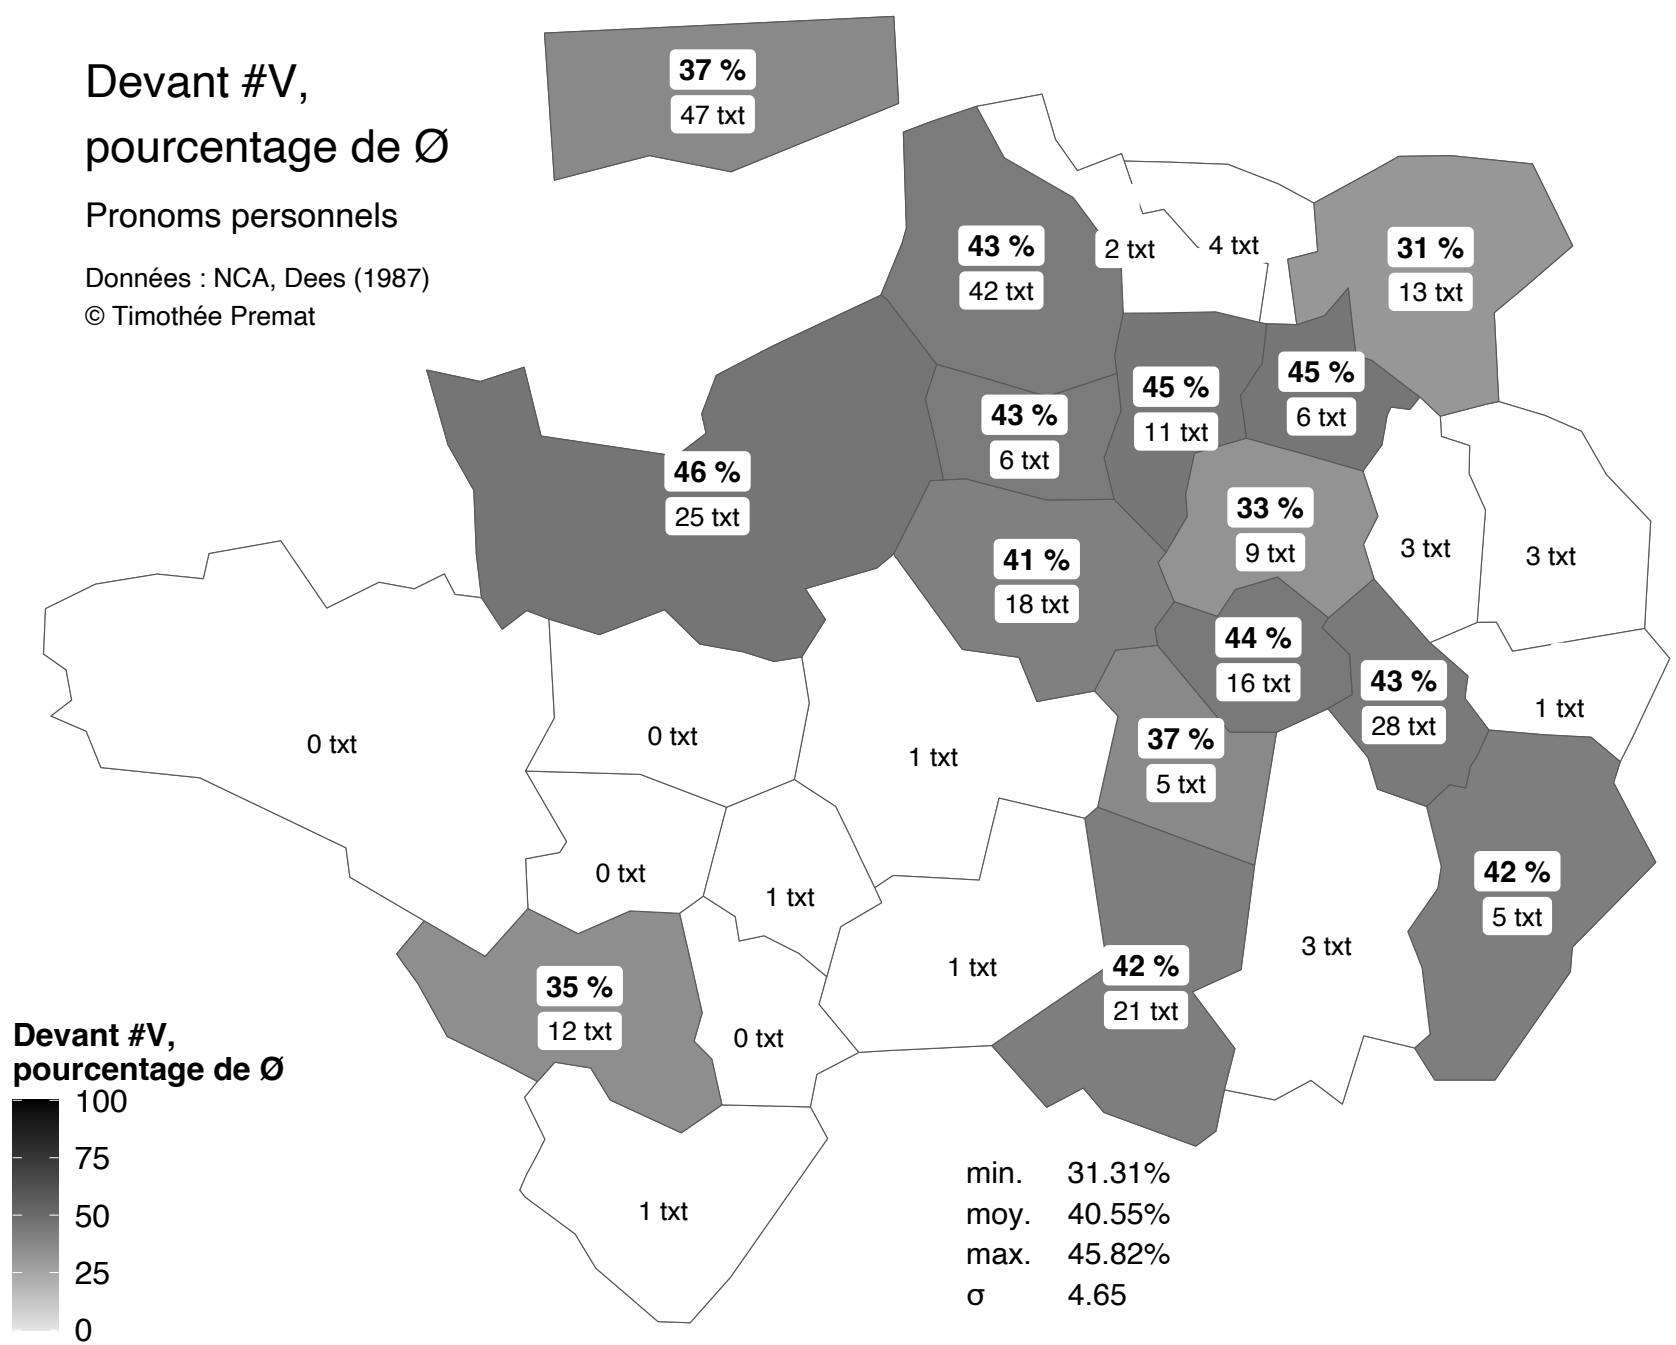 Devant #V,
pourcentage de Ø
Pronoms personnels
Données : NCA, Dees (1987)
© Timothée Premat
37 %
47 txt
43 %
42 txt
2 txt
4 txt
31 %
13 txt
46 %
25 txt
43 %
6 txt
45 %
11 txt
45 %
6 txt
33 %
9 txt
3 txt
3 txt
41 %
18 txt
44 %
16 txt
43 %
28 txt
1 txt
0 txt
0 txt
1 txt
37 %
5 txt
0 txt
1 txt
42 %
5 txt
35 %
12 txt
0 txt
1 txt
42 %
21 txt
3 txt
1 txt
Devant #V,
pourcentage de Ø
100
75
50
25
0
min. 31.31%
moy. 40.55%
max. 45.82%
σ 4.65